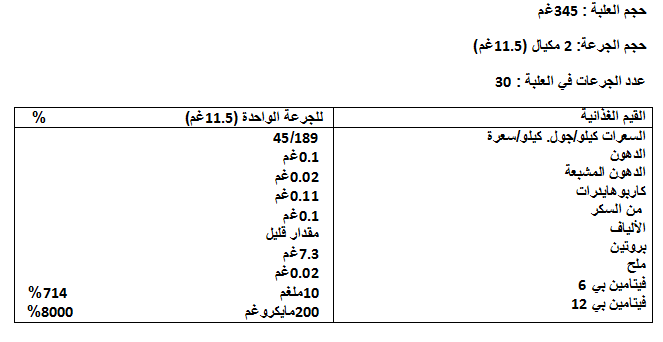 حجم العلبة : 345غم
حجم الجرعة: 2 مكيال (11.5غم)
عدد الجرعات في العلبة : 30
القيم الغذائية للجرعة الواحدة (11.5غم) %
السعرات كيلو/جول. كيلو/سعرة 45/189
الدهون 0.1غم
الدهون المشبعة 0.02غم
كاربوهايدرات 0.11غم
من السكر 0.1غم
الألياف مقدار قليل
بروتين 7.3غم
ملح 0.02غم
فيتامين بي 6 10ملغم 714%
فيتامين بي 12 200مايكروغم 8000%